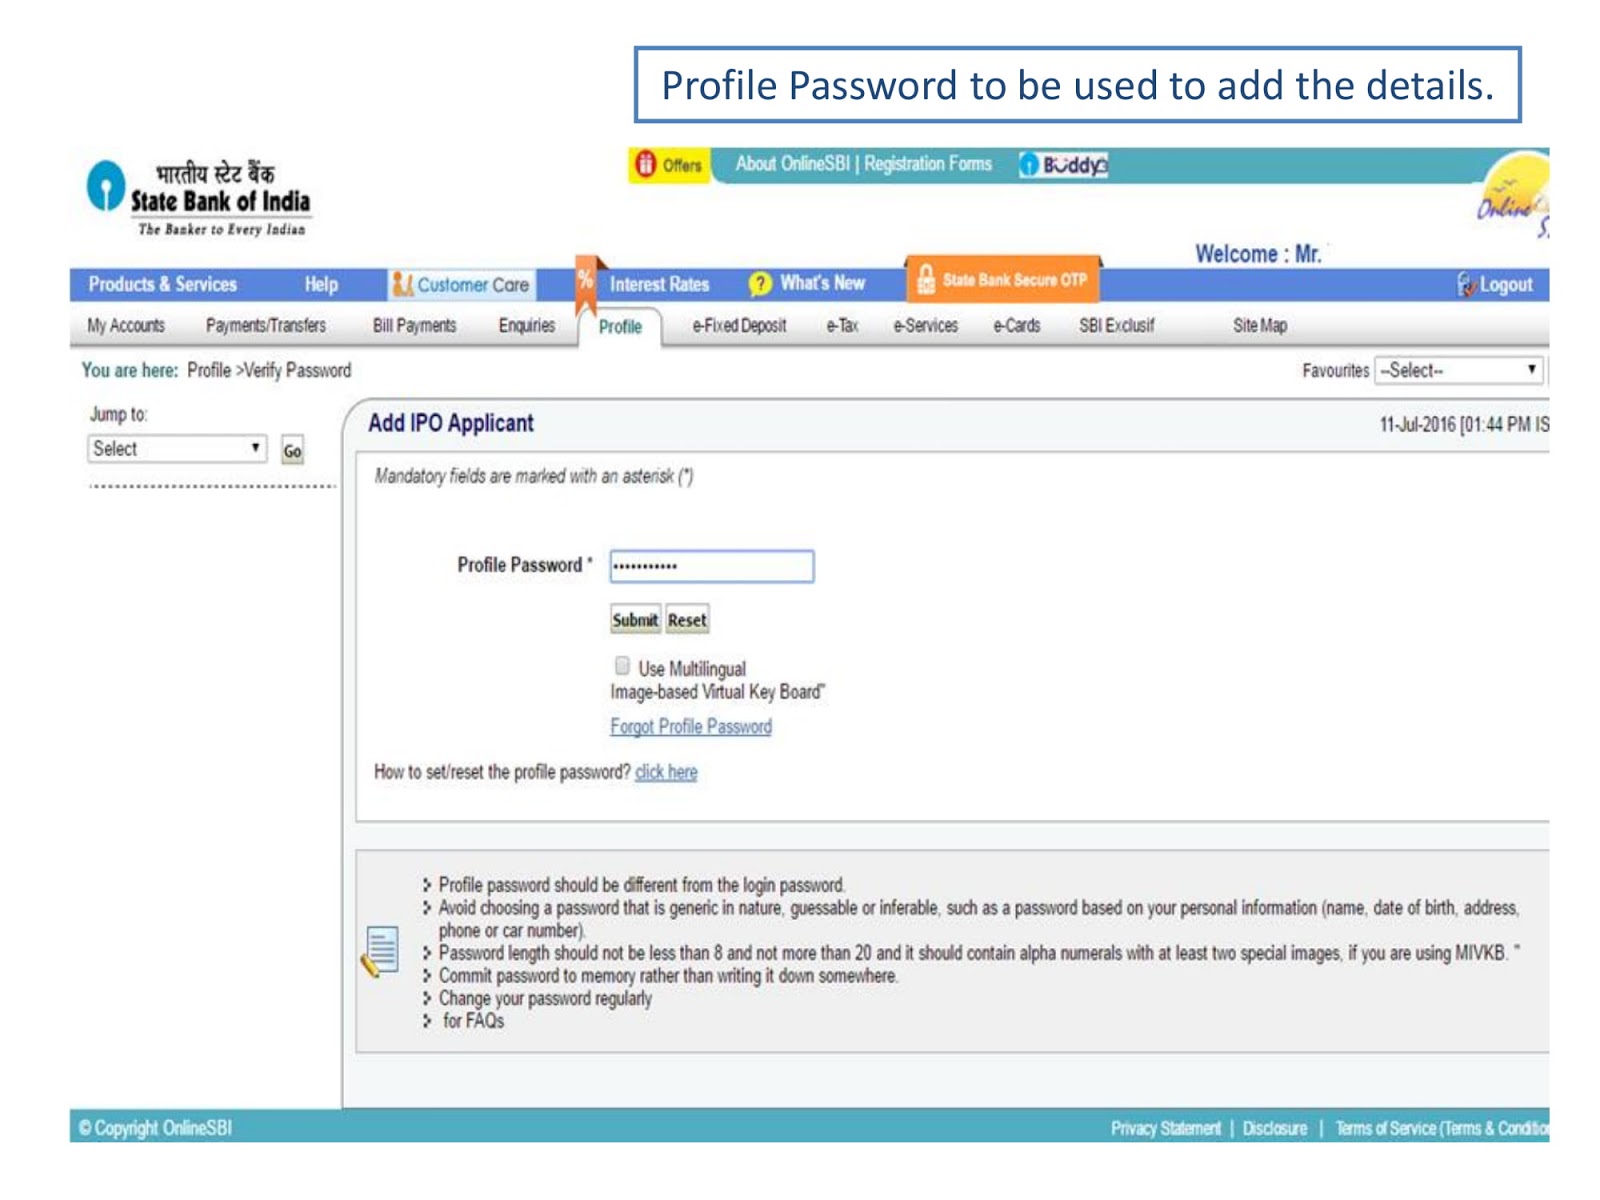 Profile Password to be used to add the details.
भारतीय स्टेट बैंक
State Bank of India
The Banker to Every Indian
Offers
About OnlineSBI | Registration Forms
Buddy
Online
Welcome : Mr.
Products & Services
Help
Customer Care
%
Interest Rates
? What's New
State Bank Secure OTP
Logout
My Accounts
Payments/Transfers
Bill Payments
Enquiries
Profile
e-Fixed Deposit
e-Tax
e-Services
e-Cards
SBI Exclusif
Site Map
You are here: Profile >Verify Password
Favourites --Select--
Jump to:
Select
Go
Add IPO Applicant
11-Jul-2016 [01:44 PM IS
Mandatory fields are marked with an asterisk (*)
Profile Password * •••••••••••
Submit Reset
Use Multilingual
Image-based Virtual Key Board"
Forgot Profile Password
How to set/reset the profile password? click here
Profile password should be different from the login password.
Avoid choosing a password that is generic in nature, guessable or inferable, such as a password based on your personal information (name, date of birth, address,
phone or car number).
Password length should not be less than 8 and not more than 20 and it should contain alpha numerals with at least two special images, if you are using MIVKB. "
Commit password to memory rather than writing it down somewhere.
Change your password regularly
for FAQs
© Copyright OnlineSBI
Privacy Statement | Disclosure | Terms of Service (Terms & Conditio